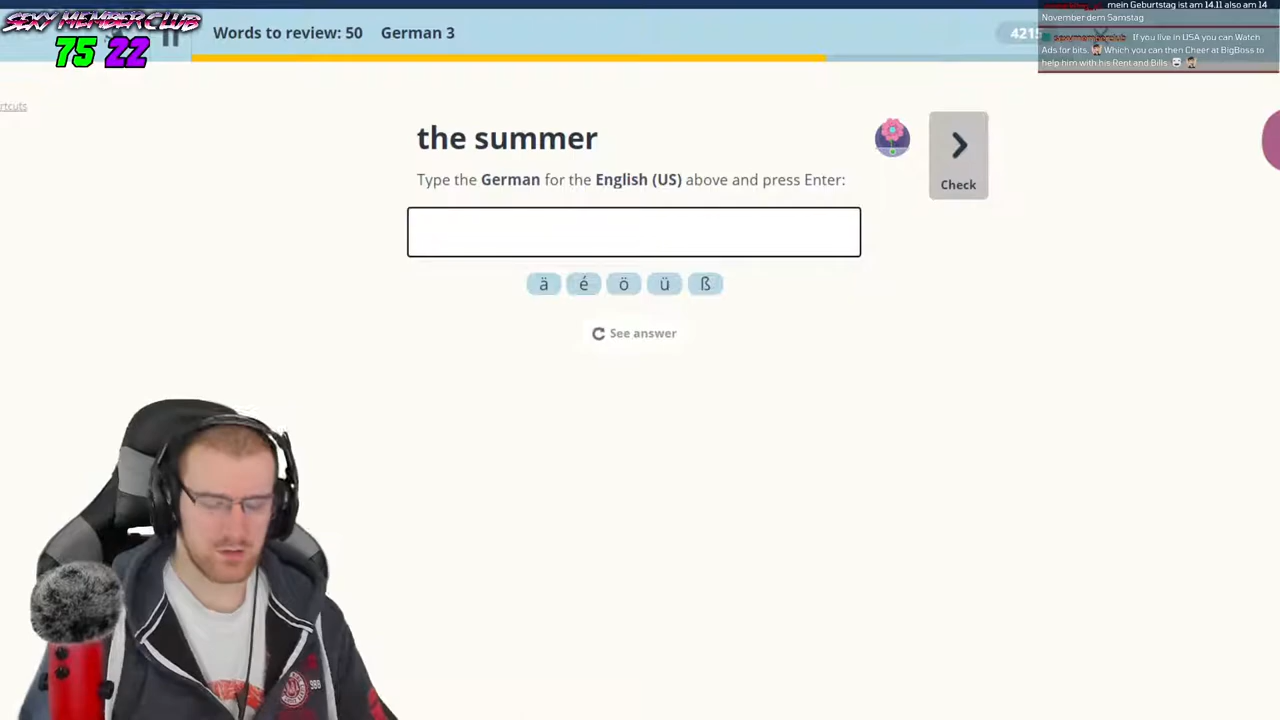 SEXY MEMBER CLUB
75 22
Words to review: 50 German 3
mein Geburtstag ist am 14.11 also am 14
November dem Samstag
If you live in USA you can Watch
Ads for bits. Which you can then Cheer at BigBoss to
help him with his Rent and Bills
rtcuts
the summer
Type the German for the English (US) above and press Enter:
Check
ä é ö ü ß
See answer